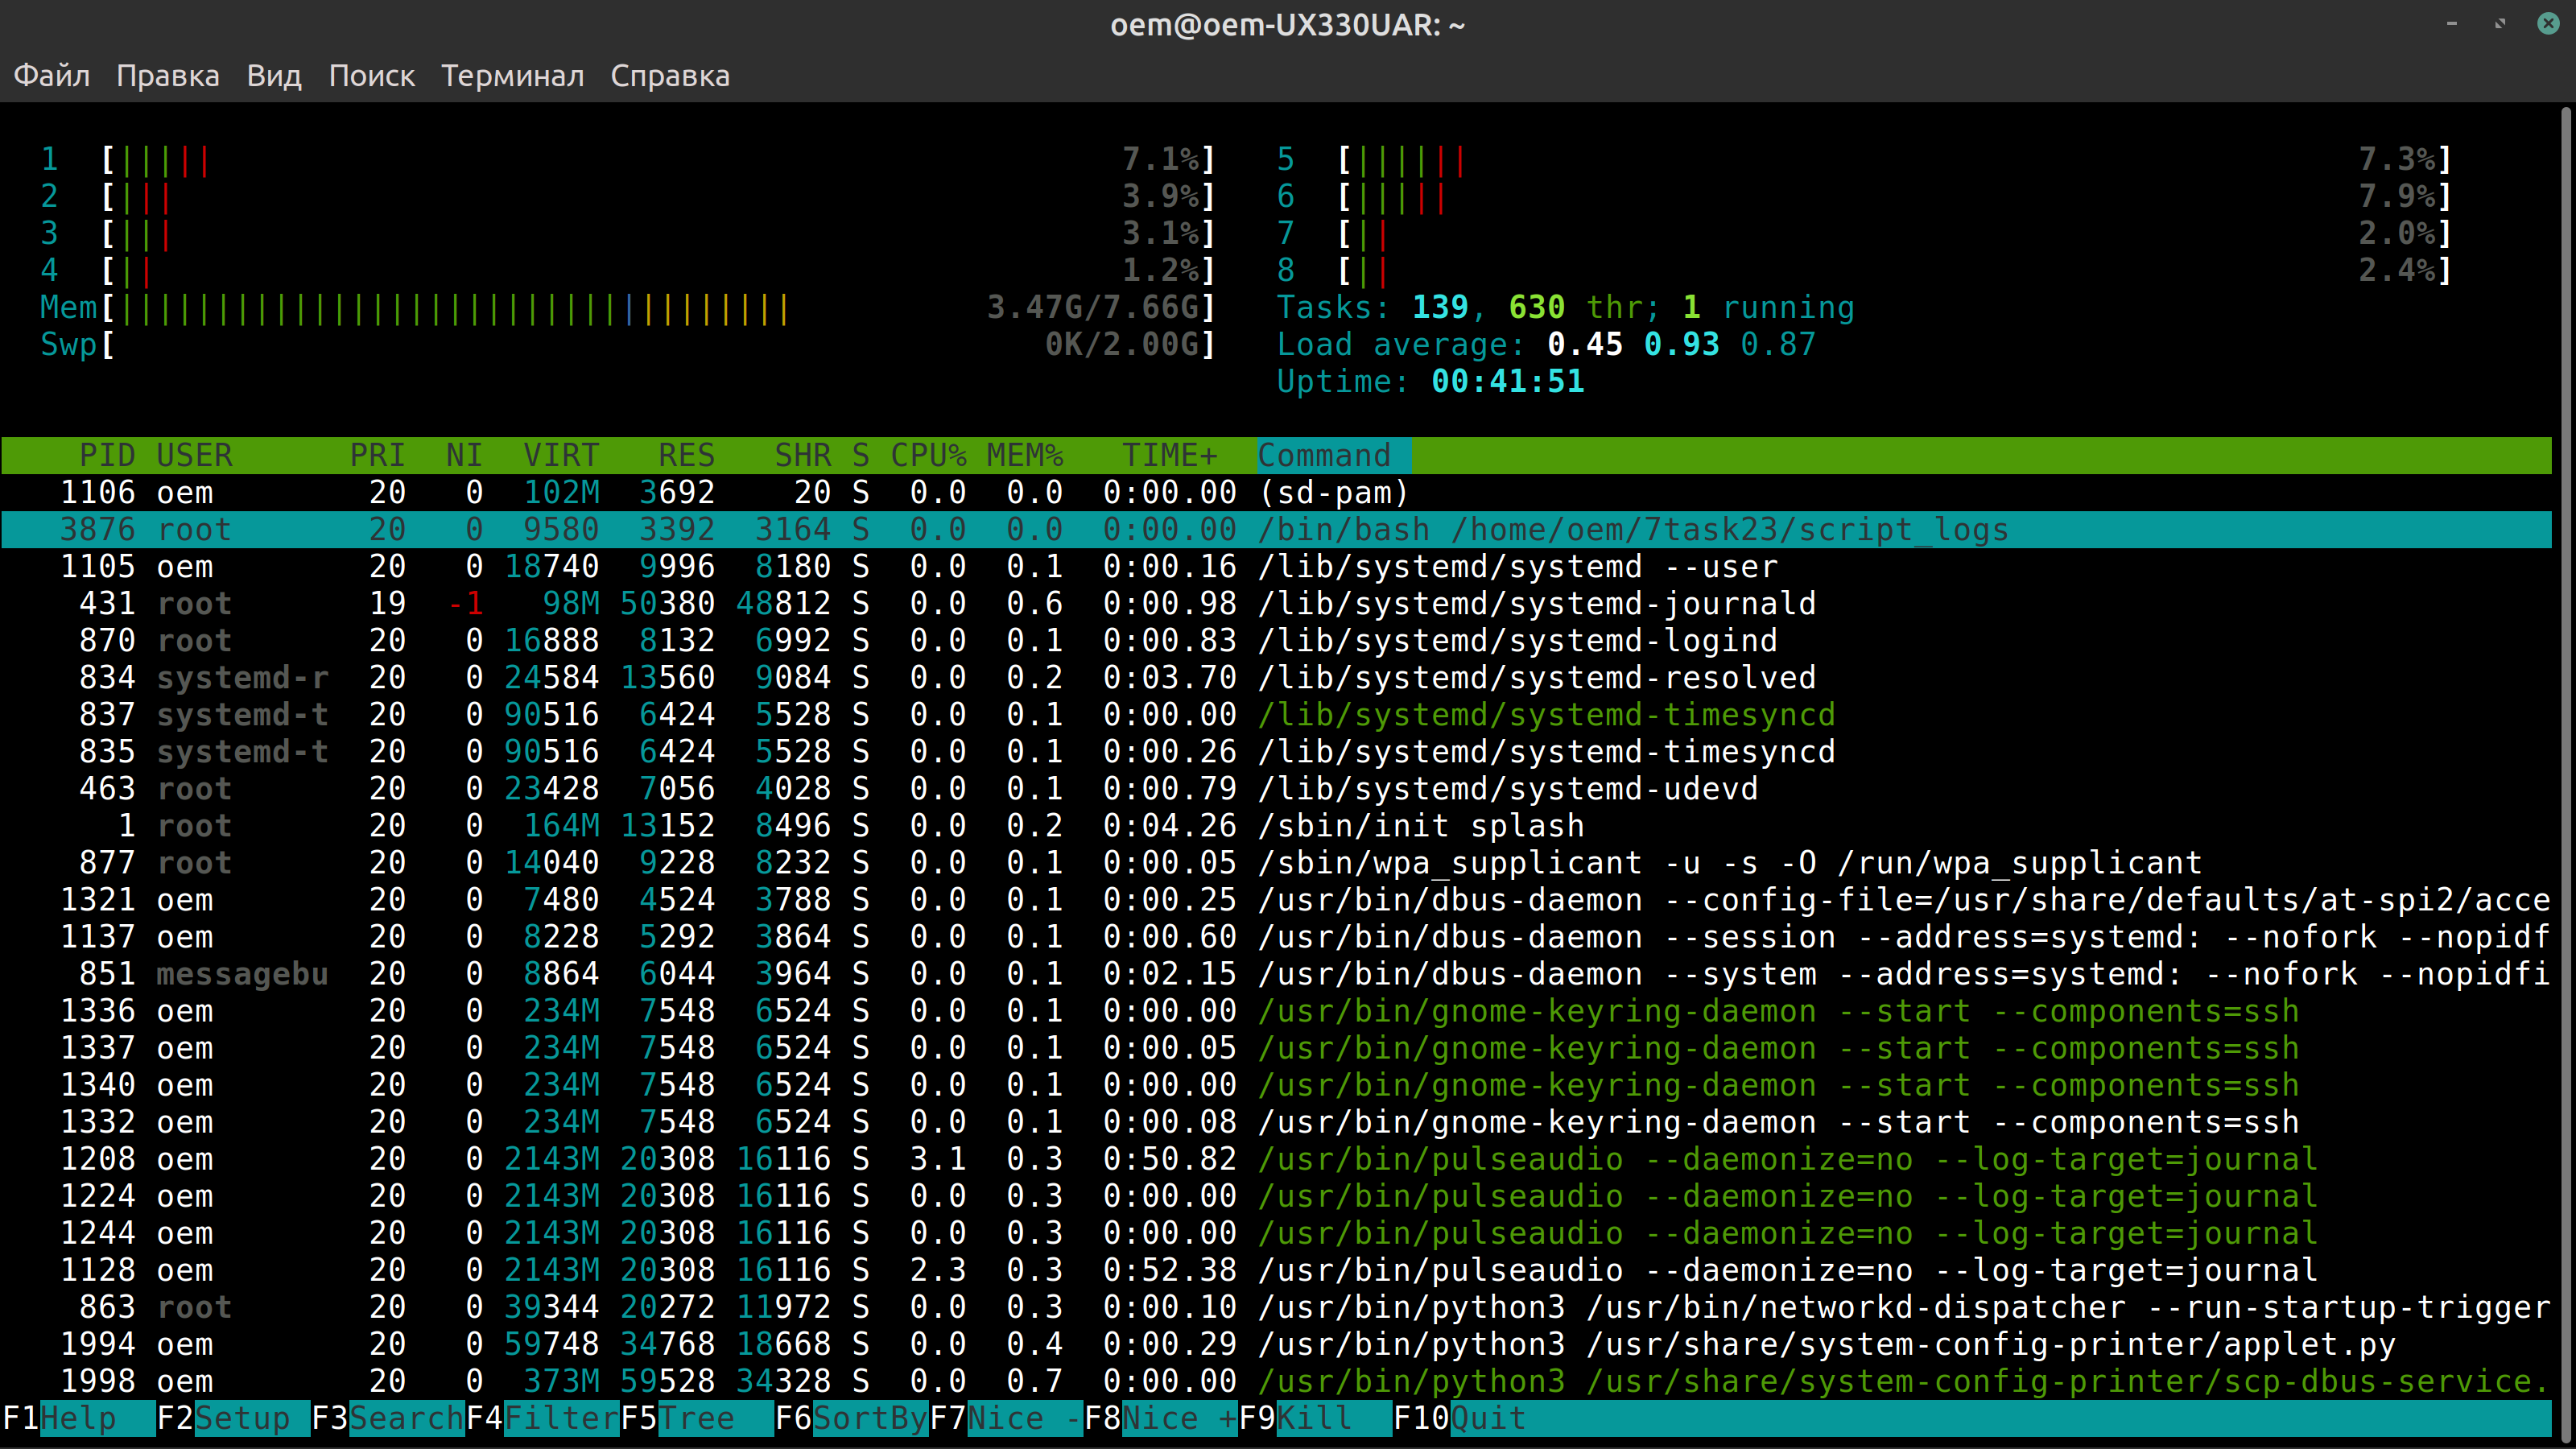 oem@oem-UX330UAR: ~
Файл Правка Вид Поиск Терминал Справка
1 [||||| 7.1%] 5 [|||||| 7.3%]
2 [||| 3.9%] 6 [||||| 7.9%]
3 [||| 3.1%] 7 [|| 2.0%]
4 [|| 1.2%] 8 [|| 2.4%]
Mem[||||||||||||||||||||||||||||||||||| 3.47G/7.66G] Tasks: 139, 630 thr; 1 running
Swp[ 0K/2.00G] Load average: 0.45 0.93 0.87
Uptime: 00:41:51
PID USER PRI NI VIRT RES SHR S CPU% MEM% TIME+ Command
1106 oem 20 0 102M 3692 20 S 0.0 0.0 0:00.00 (sd-pam)
3876 root 20 0 9580 3392 3164 S 0.0 0.0 0:00.00 /bin/bash /home/oem/7task23/script_logs
1105 oem 20 0 18740 9996 8180 S 0.0 0.1 0:00.16 /lib/systemd/systemd --user
431 root 19 -1 98M 50380 48812 S 0.0 0.6 0:00.98 /lib/systemd/systemd-journald
870 root 20 0 16888 8132 6992 S 0.0 0.1 0:00.83 /lib/systemd/systemd-logind
834 systemd-r 20 0 24584 13560 9084 S 0.0 0.2 0:03.70 /lib/systemd/systemd-resolved
837 systemd-t 20 0 90516 6424 5528 S 0.0 0.1 0:00.00 /lib/systemd/systemd-timesyncd
835 systemd-t 20 0 90516 6424 5528 S 0.0 0.1 0:00.26 /lib/systemd/systemd-timesyncd
463 root 20 0 23428 7056 4028 S 0.0 0.1 0:00.79 /lib/systemd/systemd-udevd
1 root 20 0 164M 13152 8496 S 0.0 0.2 0:04.26 /sbin/init splash
877 root 20 0 14040 9228 8232 S 0.0 0.1 0:00.05 /sbin/wpa_supplicant -u -s -O /run/wpa_supplicant
1321 oem 20 0 7480 4524 3788 S 0.0 0.1 0:00.25 /usr/bin/dbus-daemon --config-file=/usr/share/defaults/at-spi2/acce
1137 oem 20 0 8228 5292 3864 S 0.0 0.1 0:00.60 /usr/bin/dbus-daemon --session --address=systemd: --nofork --nopidf
851 messagebu 20 0 8864 6044 3964 S 0.0 0.1 0:02.15 /usr/bin/dbus-daemon --system --address=systemd: --nofork --nopidfi
1336 oem 20 0 234M 7548 6524 S 0.0 0.1 0:00.00 /usr/bin/gnome-keyring-daemon --start --components=ssh
1337 oem 20 0 234M 7548 6524 S 0.0 0.1 0:00.05 /usr/bin/gnome-keyring-daemon --start --components=ssh
1340 oem 20 0 234M 7548 6524 S 0.0 0.1 0:00.00 /usr/bin/gnome-keyring-daemon --start --components=ssh
1332 oem 20 0 234M 7548 6524 S 0.0 0.1 0:00.08 /usr/bin/gnome-keyring-daemon --start --components=ssh
1208 oem 20 0 2143M 20308 16116 S 3.1 0.3 0:50.82 /usr/bin/pulseaudio --daemonize=no --log-target=journal
1224 oem 20 0 2143M 20308 16116 S 0.0 0.3 0:00.00 /usr/bin/pulseaudio --daemonize=no --log-target=journal
1244 oem 20 0 2143M 20308 16116 S 0.0 0.3 0:00.00 /usr/bin/pulseaudio --daemonize=no --log-target=journal
1128 oem 20 0 2143M 20308 16116 S 2.3 0.3 0:52.38 /usr/bin/pulseaudio --daemonize=no --log-target=journal
863 root 20 0 39344 20272 11972 S 0.0 0.3 0:00.10 /usr/bin/python3 /usr/bin/networkd-dispatcher --run-startup-trigger
1994 oem 20 0 59748 34768 18668 S 0.0 0.4 0:00.29 /usr/bin/python3 /usr/share/system-config-printer/applet.py
1998 oem 20 0 373M 59528 34328 S 0.0 0.7 0:00.00 /usr/bin/python3 /usr/share/system-config-printer/scp-dbus-service.
F1Help F2Setup F3SearchF4FilterF5Tree F6SortByF7Nice -F8Nice +F9Kill F10Quit